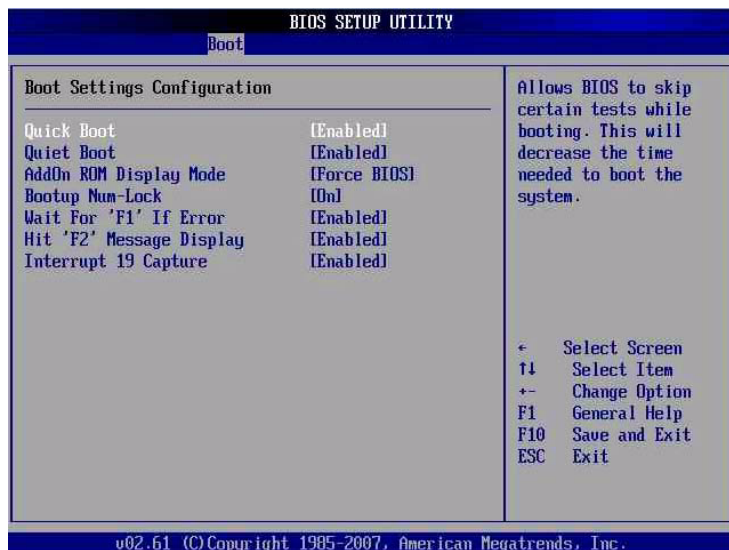 BIOS SETUP UTILITY
Boot
Boot Settings Configuration
Quick Boot [Enabled]
Quiet Boot [Enabled]
AddOn ROM Display Mode [Force BIOS]
Bootup Num-Lock [On]
Wait For 'F1' If Error [Enabled]
Hit 'F2' Message Display [Enabled]
Interrupt 19 Capture [Enabled]
Allows BIOS to skip
certain tests while
booting. This will
decrease the time
needed to boot the
system.
← Select Screen
↑↓ Select Item
+- Change Option
F1 General Help
F10 Save and Exit
ESC Exit
v02.61 (C)Copyright 1985-2007, American Megatrends, Inc.